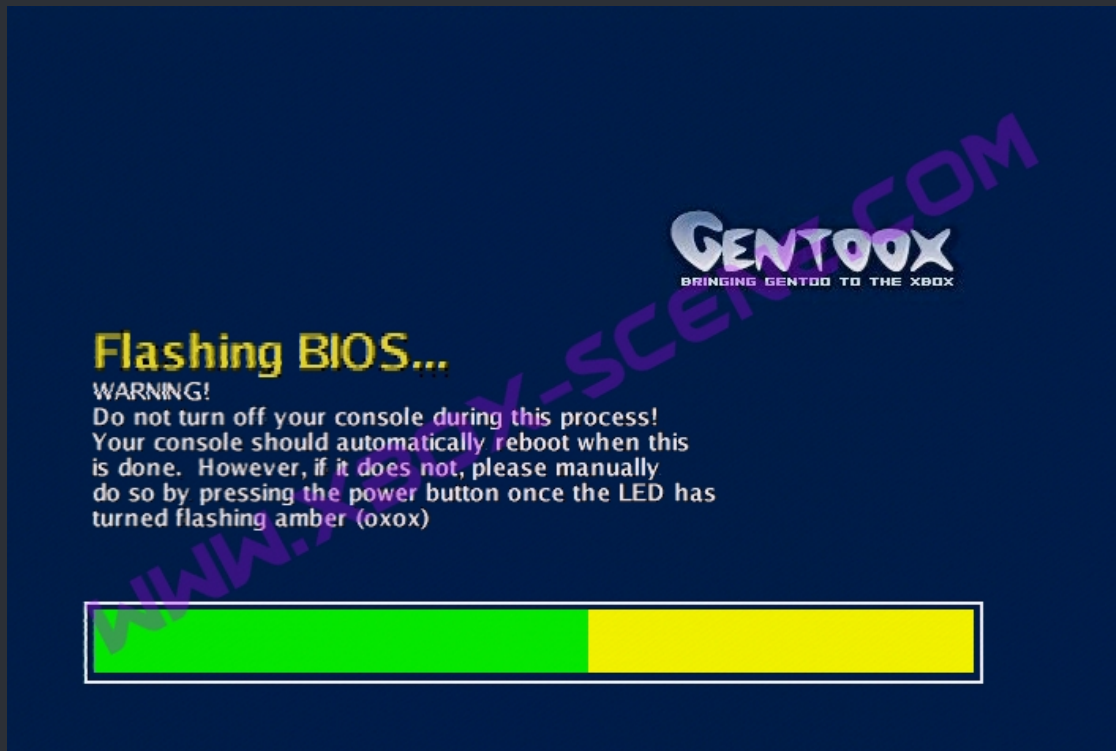 GENTOOX
BRINGING GENTOO TO THE XBOX
Flashing BIOS...
WARNING!
Do not turn off your console during this process!
Your console should automatically reboot when this
is done.  However, if it does not, please manually
do so by pressing the power button once the LED has
turned flashing amber (oxox)
WWW.XBOX-SCENE.COM